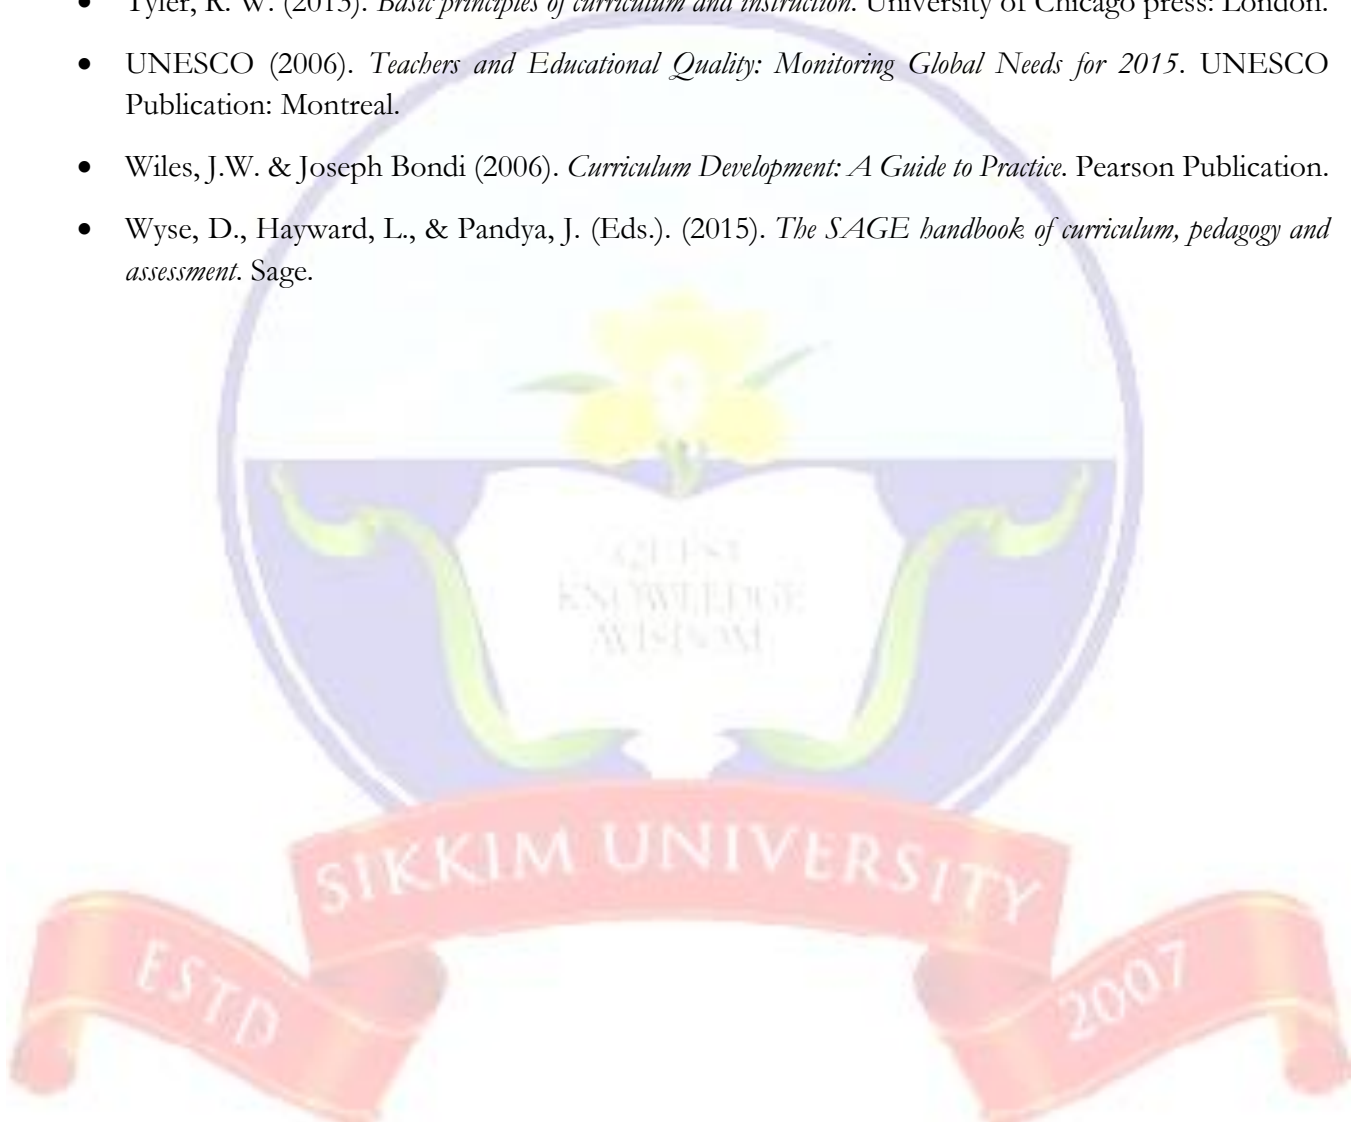 • Tyler, R. W. (2013). Basic principles of curriculum and instruction. University of Chicago press: London.
• UNESCO (2006). Teachers and Educational Quality: Monitoring Global Needs for 2015. UNESCO
Publication: Montreal.
• Wiles, J.W. & Joseph Bondi (2006). Curriculum Development: A Guide to Practice. Pearson Publication.
• Wyse, D., Hayward, L., & Pandya, J. (Eds.). (2015). The SAGE handbook of curriculum, pedagogy and
assessment. Sage.
QUEST
KNOWLEDGE
WISDOM
SIKKIM UNIVERSITY
ESTD
2007